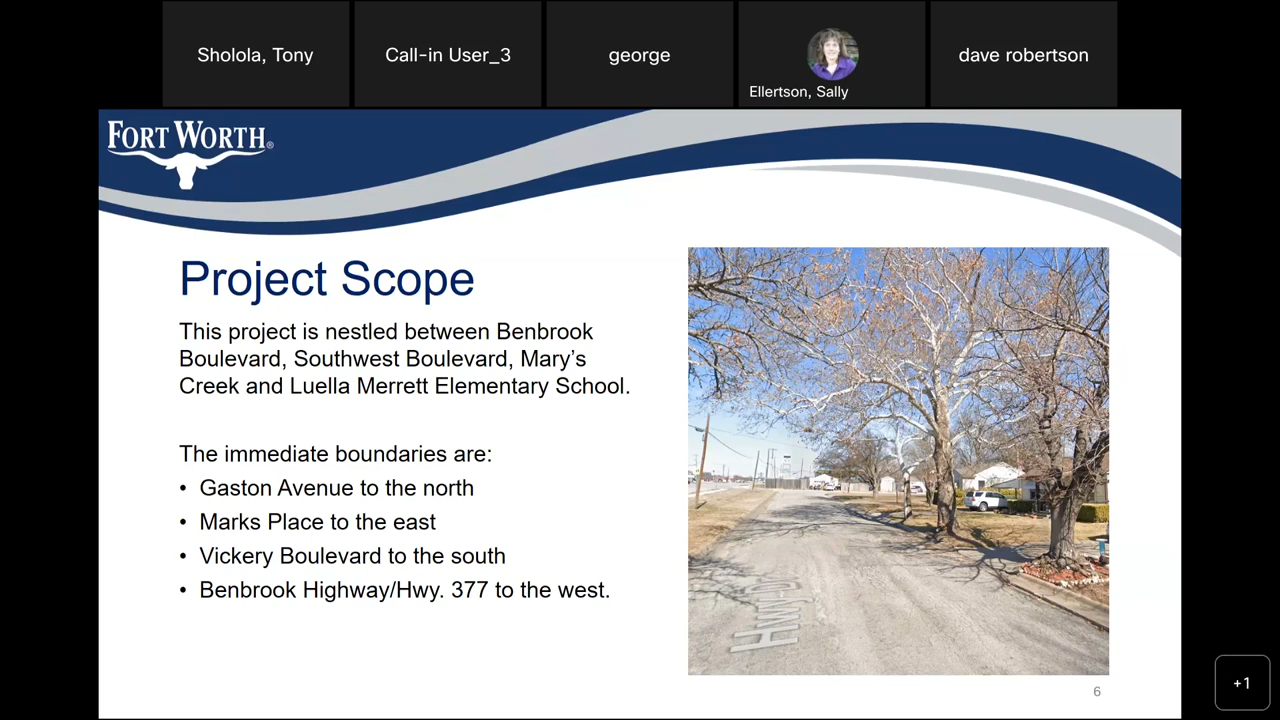 Sholola, Tony
Call-in User_3
george
Ellertson, Sally
dave robertson
FORT WORTH®
Project Scope
This project is nestled between Benbrook
Boulevard, Southwest Boulevard, Mary’s
Creek and Luella Merrett Elementary School.
The immediate boundaries are:
• Gaston Avenue to the north
• Marks Place to the east
• Vickery Boulevard to the south
• Benbrook Highway/Hwy. 377 to the west.
Hwy-Dr
6
+1